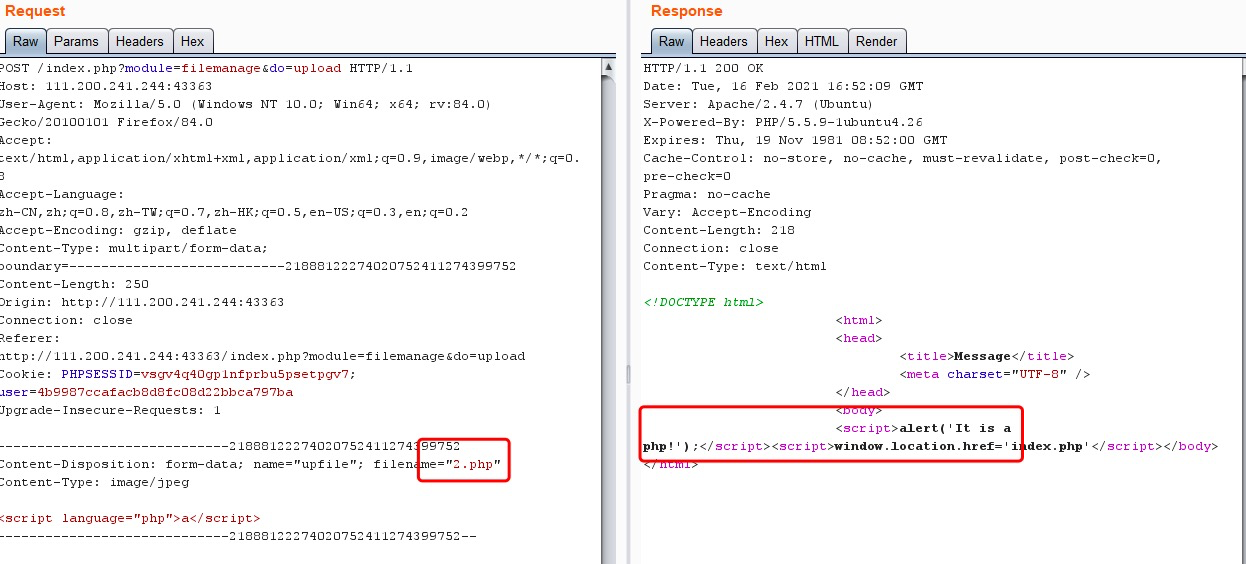 Request
Raw Params Headers Hex
POST /index.php?module=filemanage&do=upload HTTP/1.1
Host: 111.200.241.244:43363
User-Agent: Mozilla/5.0 (Windows NT 10.0; Win64; x64; rv:84.0)
Gecko/20100101 Firefox/84.0
Accept:
text/html,application/xhtml+xml,application/xml;q=0.9,image/webp,*/*;q=0.
8
Accept-Language:
zh-CN,zh;q=0.8,zh-TW;q=0.7,zh-HK;q=0.5,en-US;q=0.3,en;q=0.2
Accept-Encoding: gzip, deflate
Content-Type: multipart/form-data;
boundary=---------------------------21888122274020752411274399752
Content-Length: 250
Origin: http://111.200.241.244:43363
Connection: close
Referer:
http://111.200.241.244:43363/index.php?module=filemanage&do=upload
Cookie: PHPSESSID=vsgv4q40gp1nfprbu5psetpgv7;
user=4b9987ccafacb8d8fc08d22bbca797ba
Upgrade-Insecure-Requests: 1
-----------------------------21888122274020752411274399752
Content-Disposition: form-data; name="upfile"; filename="2.php"
Content-Type: image/jpeg
<script language="php">a</script>
-----------------------------21888122274020752411274399752--
Response
Raw Headers Hex HTML Render
HTTP/1.1 200 OK
Date: Tue, 16 Feb 2021 16:52:09 GMT
Server: Apache/2.4.7 (Ubuntu)
X-Powered-By: PHP/5.5.9-1ubuntu4.26
Expires: Thu, 19 Nov 1981 08:52:00 GMT
Cache-Control: no-store, no-cache, must-revalidate, post-check=0,
pre-check=0
Pragma: no-cache
Vary: Accept-Encoding
Content-Length: 218
Connection: close
Content-Type: text/html
<!DOCTYPE html>
<html>
<head>
<title>Message</title>
<meta charset="UTF-8" />
</head>
<body>
<script>alert('It is a
php!');</script><script>window.location.href='index.php'</script></body>
</html>